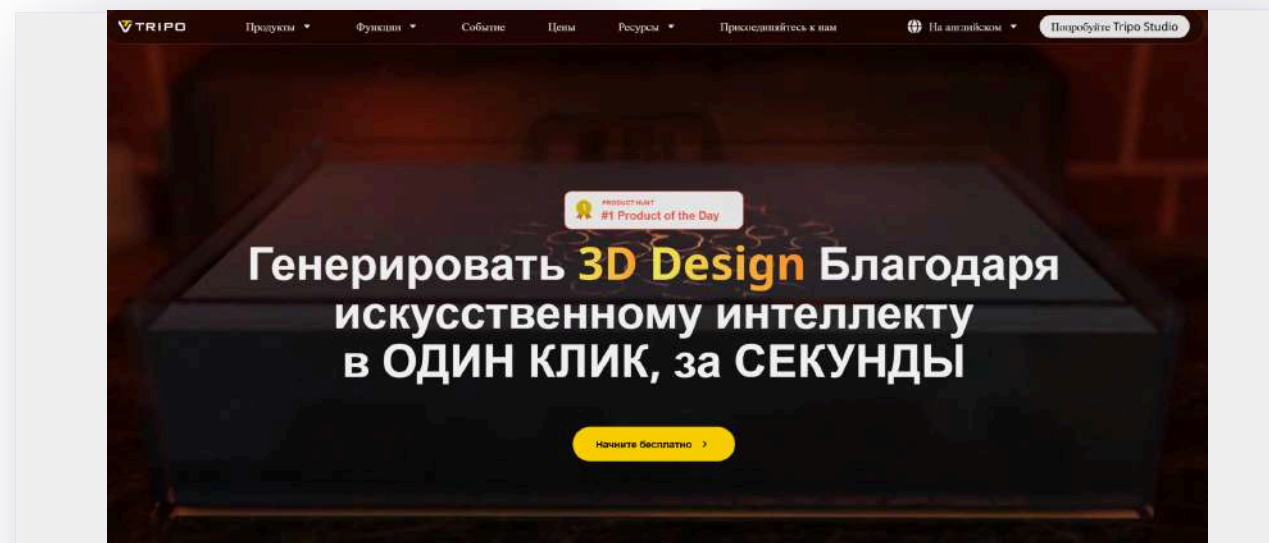 TRIPO Продукты Функции Событие Цены Ресурсы Присоединяйтесь к нам На английском Попробуйте Tripo Studio
PRODUCT HUNT
#1 Product of the Day
Генерировать 3D Design Благодаря
искусственному интеллекту
в ОДИН КЛИК, за СЕКУНДЫ
Начните бесплатно